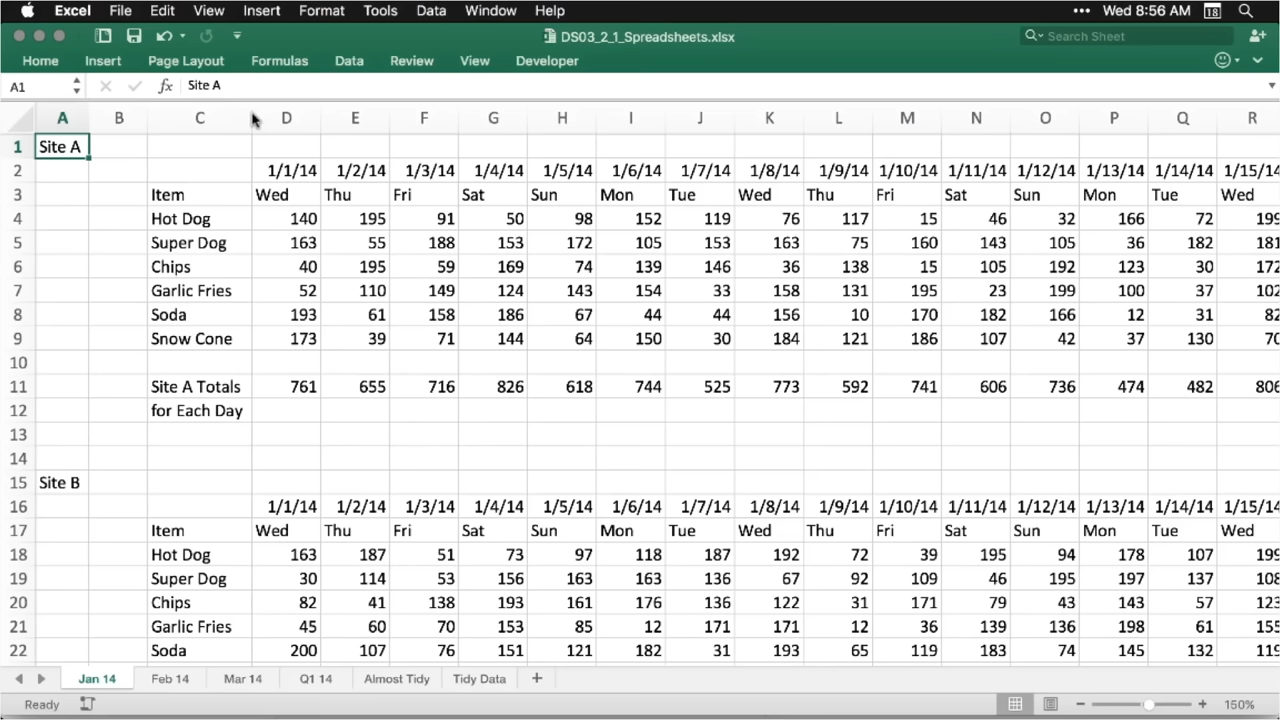 Excel File Edit View Insert Format Tools Data Window Help ••• Wed 8:56 AM 18
DS03_2_1_Spreadsheets.xlsx Search Sheet
Home Insert Page Layout Formulas Data Review View Developer
A1 fx Site A
A B C D E F G H I J K L M N O P Q R
1 Site A
2 1/1/14 1/2/14 1/3/14 1/4/14 1/5/14 1/6/14 1/7/14 1/8/14 1/9/14 1/10/14 1/11/14 1/12/14 1/13/14 1/14/14 1/15/14
3 Item Wed Thu Fri Sat Sun Mon Tue Wed Thu Fri Sat Sun Mon Tue Wed
4 Hot Dog 140 195 91 50 98 152 119 76 117 15 46 32 166 72 199
5 Super Dog 163 55 188 153 172 105 153 163 75 160 143 105 36 182 181
6 Chips 40 195 59 169 74 139 146 36 138 15 105 192 123 30 172
7 Garlic Fries 52 110 149 124 143 154 33 158 131 195 23 199 100 37 102
8 Soda 193 61 158 186 67 44 44 156 10 170 182 166 12 31 82
9 Snow Cone 173 39 71 144 64 150 30 184 121 186 107 42 37 130 70
10
11 Site A Totals 761 655 716 826 618 744 525 773 592 741 606 736 474 482 806
12 for Each Day
13
14
15 Site B
16 1/1/14 1/2/14 1/3/14 1/4/14 1/5/14 1/6/14 1/7/14 1/8/14 1/9/14 1/10/14 1/11/14 1/12/14 1/13/14 1/14/14 1/15/14
17 Item Wed Thu Fri Sat Sun Mon Tue Wed Thu Fri Sat Sun Mon Tue Wed
18 Hot Dog 163 187 51 73 97 118 187 192 72 39 195 94 178 107 199
19 Super Dog 30 114 53 156 163 163 136 67 92 109 46 195 197 137 108
20 Chips 82 41 138 193 161 176 136 122 31 171 79 43 143 57 123
21 Garlic Fries 45 60 70 153 85 12 171 171 12 36 139 136 198 61 155
22 Soda 200 107 76 151 121 182 31 193 65 119 183 74 145 132 119
Jan 14 Feb 14 Mar 14 Q1 14 Almost Tidy Tidy Data +
Ready 150%